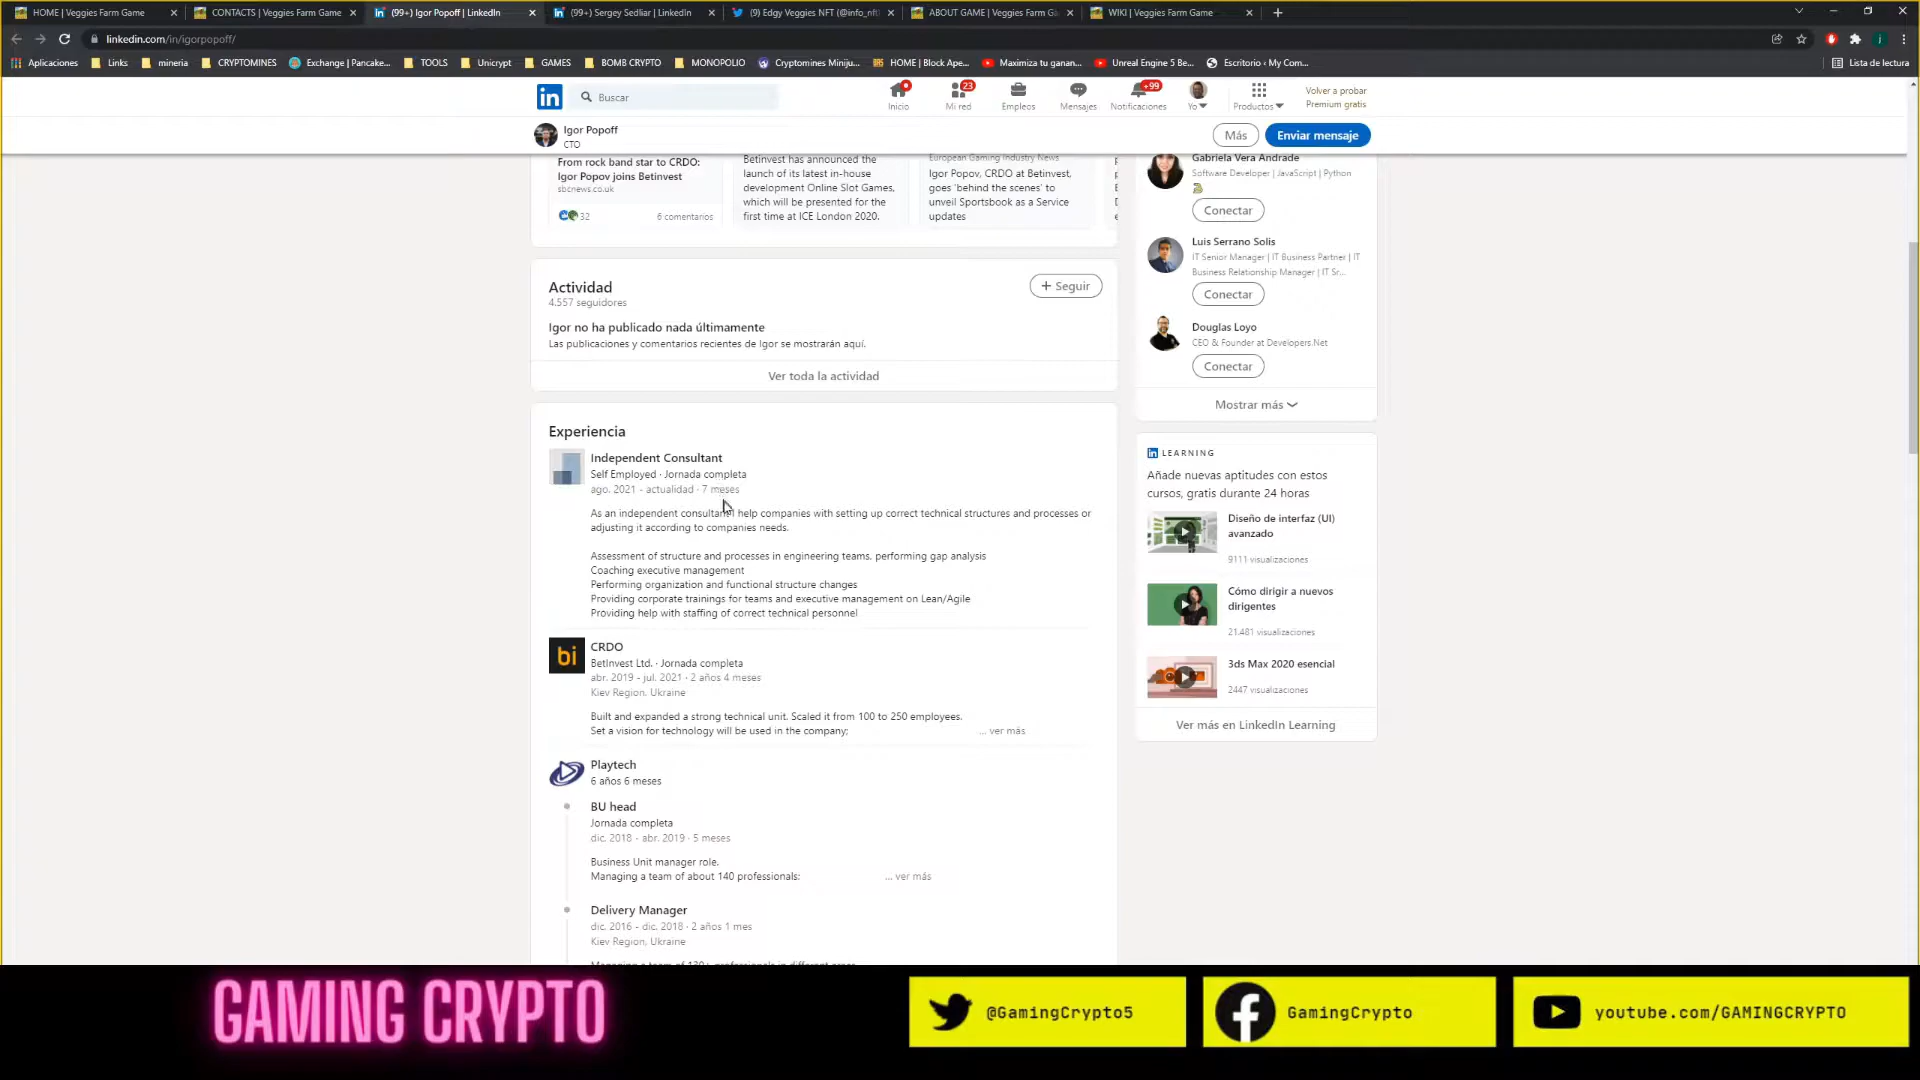 HOME | Veggies Farm Game
CONTACTS | Veggies Farm Game
(99+) Igor Popoff | LinkedIn
(99+) Sergey Sedliar | LinkedIn
(9) Edgy Veggies NFT (@info_nft
ABOUT GAME | Veggies Farm Ga
WIKI | Veggies Farm Game
linkedin.com/in/igorpopoff/
Aplicaciones
Links
mineria
CRYPTOMINES
Exchange | Pancake...
TOOLS
Unicrypt
GAMES
BOMB CRYPTO
MONOPOLIO
Cryptomines Miniju...
HOME | Block Ape...
Maximiza tu ganan...
Unreal Engine 5 Be...
Escritorio ‹ My Com...
Lista de lectura
in
Buscar
Inicio
23
Mi red
Empleos
Mensajes
+99
Notificaciones
Yo
Productos
Volver a probar
Premium gratis
Igor Popoff
CTO
Más
Enviar mensaje
From rock band star to CRDO:
Igor Popov joins Betinvest
sbcnews.co.uk
32
6 comentarios
Betinvest has announced the
launch of its latest in-house
development Online Slot Games,
which will be presented for the
first time at ICE London 2020.
European Gaming Industry News
Igor Popov, CRDO at Betinvest,
goes 'behind the scenes' to
unveil Sportsbook as a Service
updates
Actividad
4.557 seguidores
+ Seguir
Igor no ha publicado nada últimamente
Las publicaciones y comentarios recientes de Igor se mostrarán aquí.
Ver toda la actividad
Experiencia
Independent Consultant
Self Employed · Jornada completa
ago. 2021 - actualidad · 7 meses
As an independent consultant I help companies with setting up correct technical structures and processes or
adjusting it according to companies needs.
Assessment of structure and processes in engineering teams, performing gap analysis
Coaching executive management
Performing organization and functional structure changes
Providing corporate trainings for teams and executive management on Lean/Agile
Providing help with staffing of correct technical personnel
bi
CRDO
BetInvest Ltd. · Jornada completa
abr. 2019 - jul. 2021 · 2 años 4 meses
Kiev Region, Ukraine
Built and expanded a strong technical unit. Scaled it from 100 to 250 employees.
Set a vision for technology will be used in the company;
... ver más
Playtech
6 años 6 meses
BU head
Jornada completa
dic. 2018 - abr. 2019 · 5 meses
Business Unit manager role.
Managing a team of about 140 professionals:
... ver más
Delivery Manager
dic. 2016 - dic. 2018 · 2 años 1 mes
Kiev Region, Ukraine
Gabriela Vera Andrade
Software Developer | JavaScript | Python
Conectar
Luis Serrano Solis
IT Senior Manager | IT Business Partner | IT
Business Relationship Manager | IT Sr...
Conectar
Douglas Loyo
CEO & Founder at Developers.Net
Conectar
Mostrar más
in LEARNING
Añade nuevas aptitudes con estos
cursos, gratis durante 24 horas
Diseño de interfaz (UI)
avanzado
9111 visualizaciones
Cómo dirigir a nuevos
dirigentes
21.481 visualizaciones
3ds Max 2020 esencial
2447 visualizaciones
Ver más en LinkedIn Learning
GAMING CRYPTO
@GamingCrypto5
GamingCrypto
youtube.com/GAMINGCRYPTO